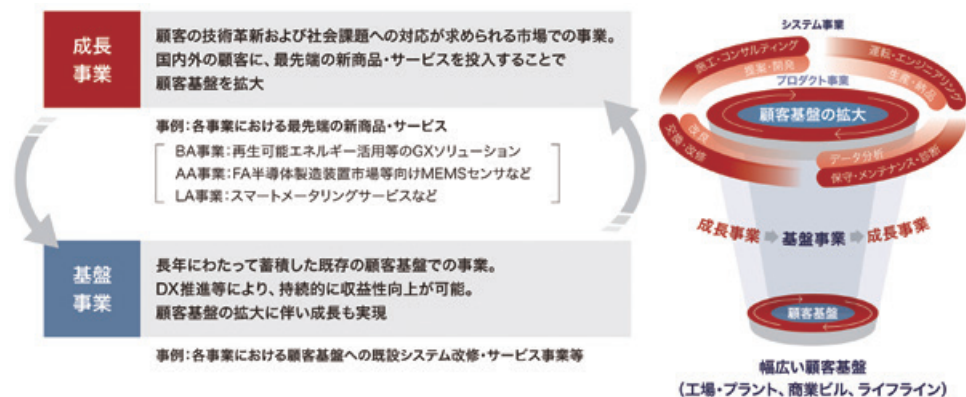 成長
事業
顧客の技術革新および社会課題への対応が求められる市場での事業。
国内外の顧客に、最先端の新商品・サービスを投入することで
顧客基盤を拡大
事例：各事業における最先端の新商品・サービス
BA事業：再生可能エネルギー活用等のGXソリューション
AA事業：FA半導体製造装置市場等向けMEMSセンサなど
LA事業：スマートメータリングサービスなど
基盤
事業
長年にわたって蓄積した既存の顧客基盤での事業。
DX推進等により、持続的に収益性向上が可能。
顧客基盤の拡大に伴い成長も実現
事例：各事業における顧客基盤への既設システム改修・サービス事業等
システム事業
施工・コンサルティング
運転・エンジニアリング
提案・開発
生産・納品
プロダクト事業
顧客基盤の拡大
改良
交換・改修
データ分析
保守・メンテナンス・診断
成長事業 基盤事業 成長事業
顧客基盤
幅広い顧客基盤
（工場・プラント、商業ビル、ライフライン）